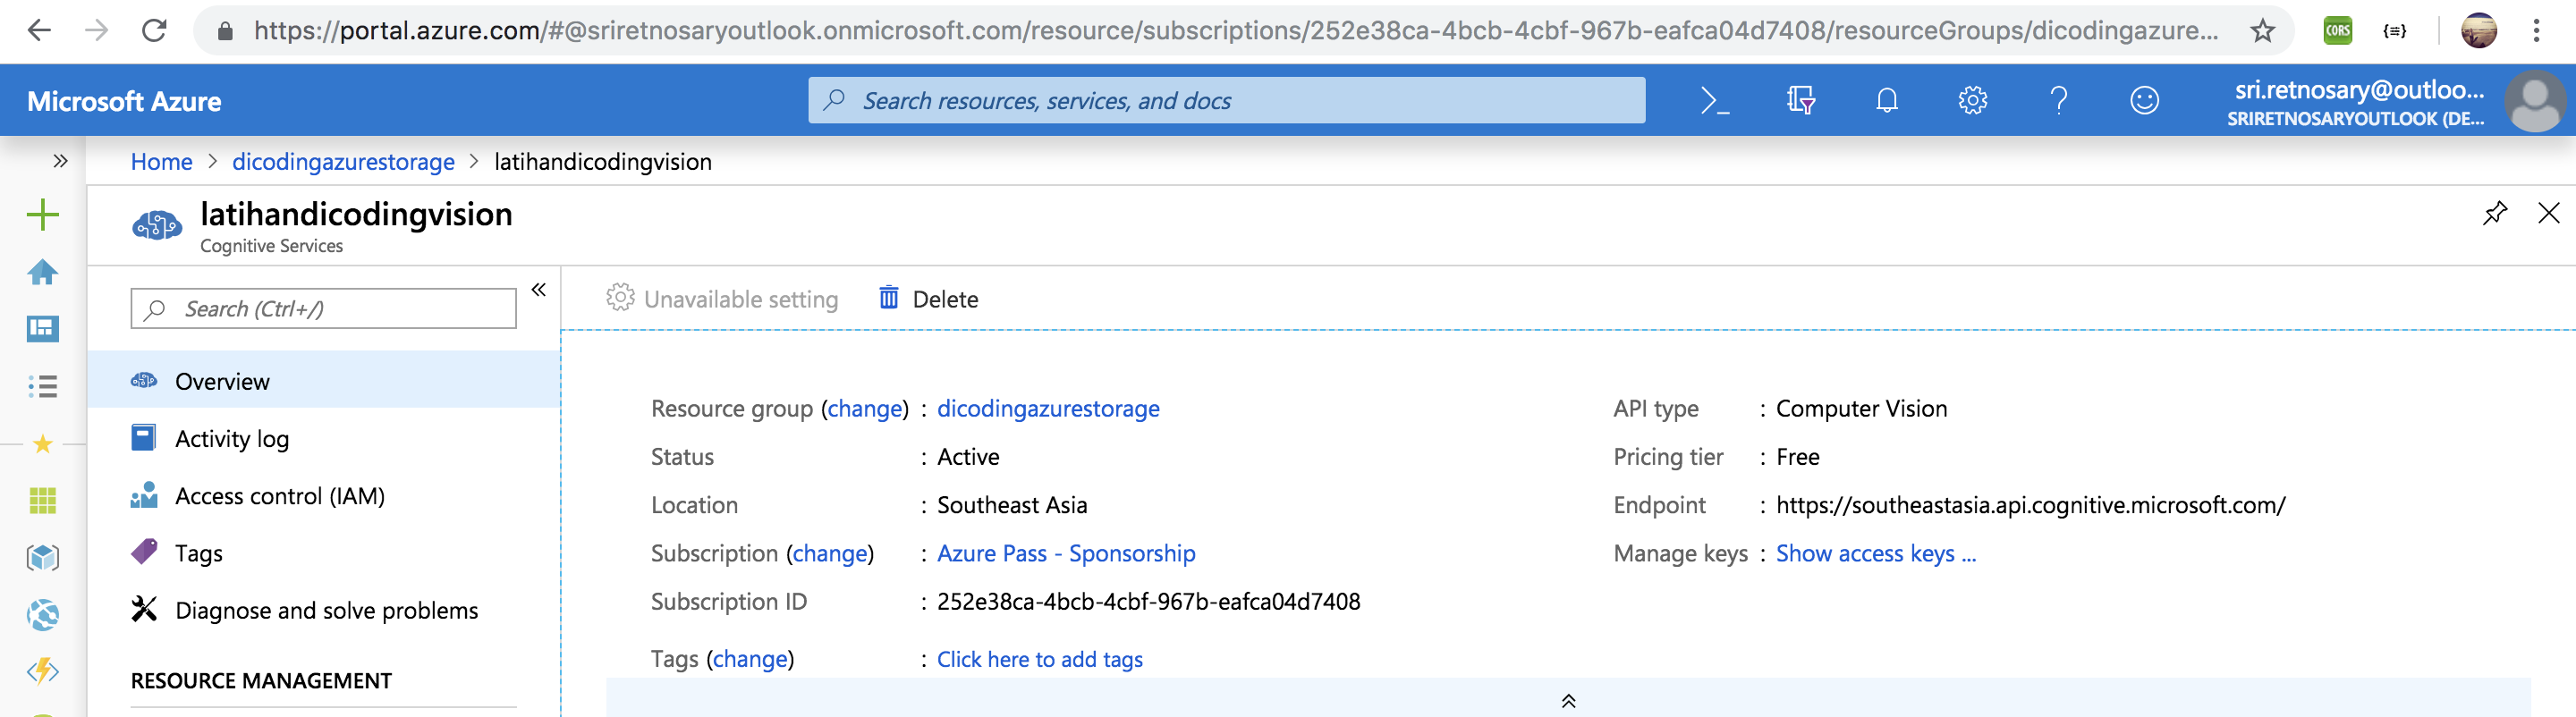 https://portal.azure.com/#@sriretnosaryoutlook.onmicrosoft.com/resource/subscriptions/252e38ca-4bcb-4cbf-967b-eafca04d7408/resourceGroups/dicodingazure...
CORS
Microsoft Azure
Search resources, services, and docs
sri.retnosary@outloo...
SRIRETNOSARYOUTLOOK (DE...
Home > dicodingazurestorage > latihandicodingvision
latihandicodingvision
Cognitive Services
Search (Ctrl+/)
Unavailable setting
Delete
Overview
Activity log
Access control (IAM)
Tags
Diagnose and solve problems
RESOURCE MANAGEMENT
Resource group (change) : dicodingazurestorage
Status : Active
Location : Southeast Asia
Subscription (change) : Azure Pass - Sponsorship
Subscription ID : 252e38ca-4bcb-4cbf-967b-eafca04d7408
Tags (change) : Click here to add tags
API type : Computer Vision
Pricing tier : Free
Endpoint : https://southeastasia.api.cognitive.microsoft.com/
Manage keys : Show access keys ...